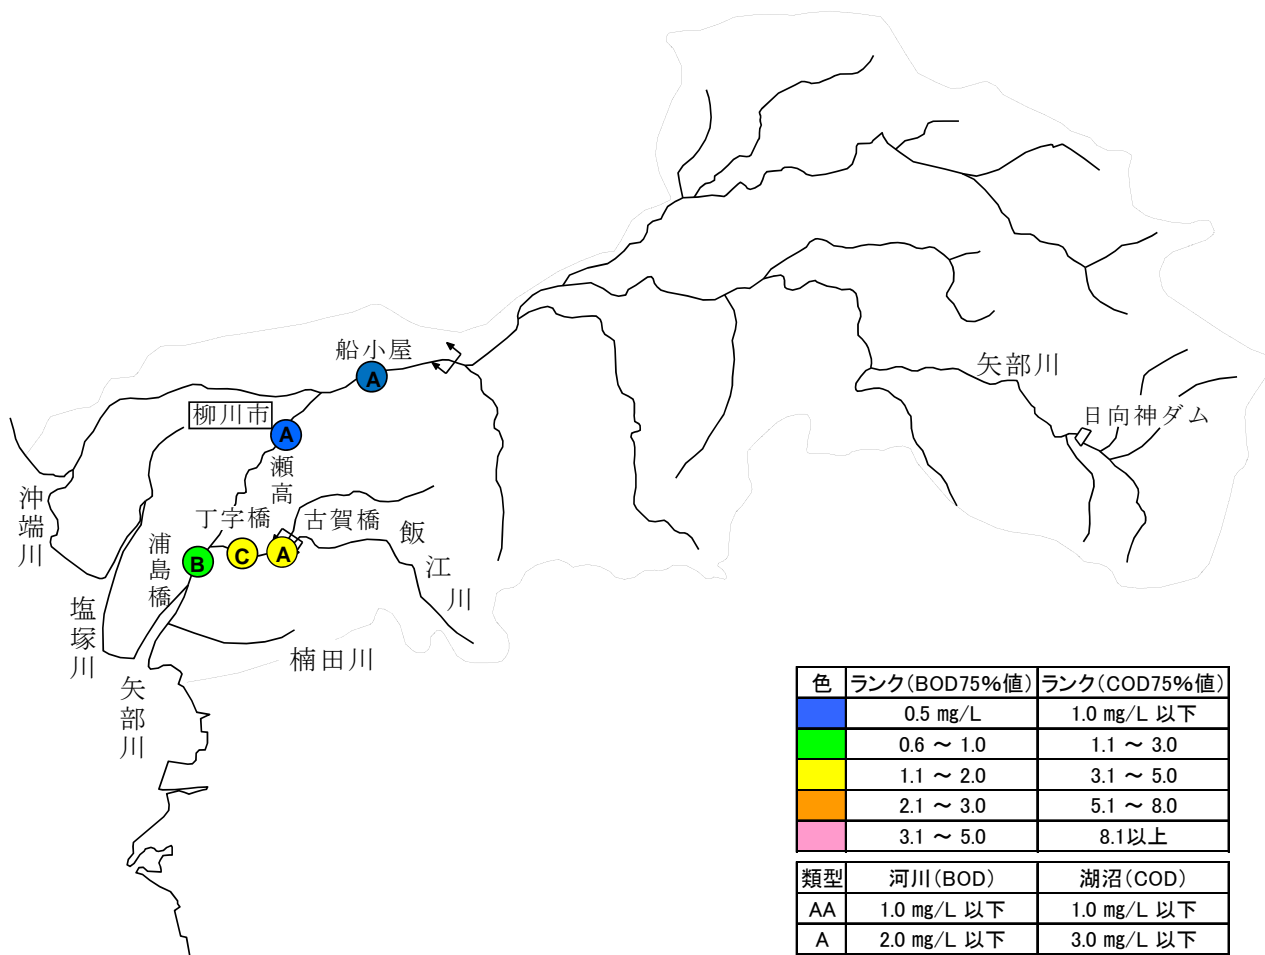 船小屋
A
矢部川
日向神ダム
柳川市
A
瀬高
沖端川
丁字橋
古賀橋
飯江川
浦島橋
B
C
A
塩塚川
楠田川
矢部川
色 ランク(BOD75%値) ランク(COD75%値)
0.5 mg/L 1.0 mg/L 以下
0.6 ～ 1.0 1.1 ～ 3.0
1.1 ～ 2.0 3.1 ～ 5.0
2.1 ～ 3.0 5.1 ～ 8.0
3.1 ～ 5.0 8.1以上
類型 河川(BOD) 湖沼(COD)
AA 1.0 mg/L 以下 1.0 mg/L 以下
A 2.0 mg/L 以下 3.0 mg/L 以下